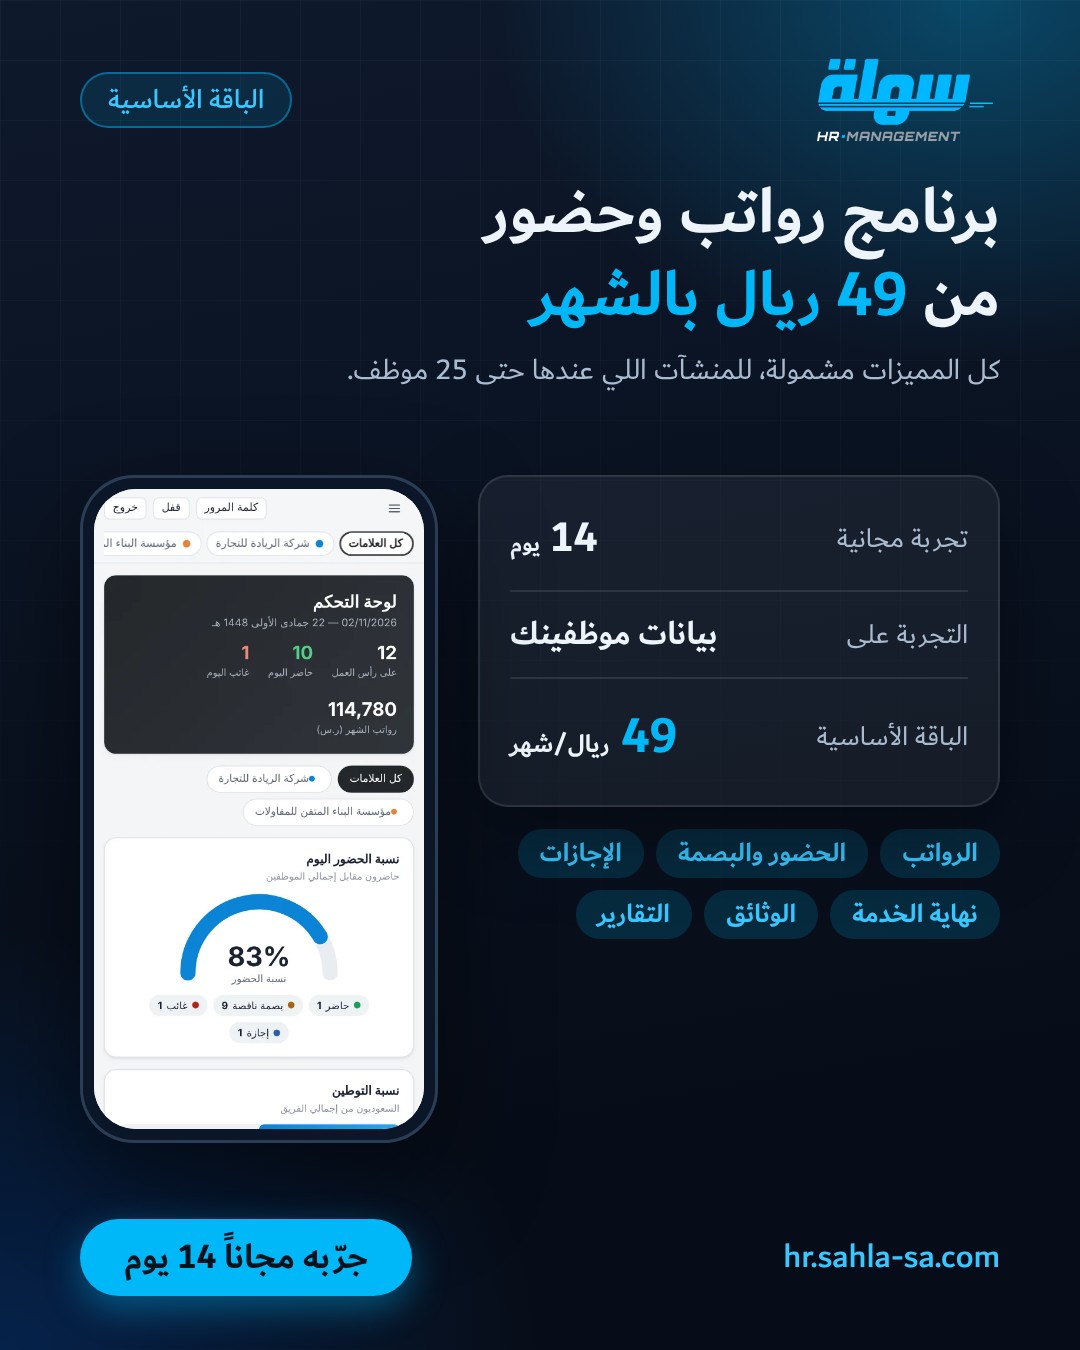 سهلة
HR·MANAGEMENT
الباقة الأساسية
برنامج رواتب وحضور
من 49 ريال بالشهر
كل المميزات مشمولة، للمنشآت اللي عندها حتى 25 موظف.
تجربة مجانية 14 يوم
التجربة على بيانات موظفينك
الباقة الأساسية 49 ريال/شهر
الرواتب الحضور والبصمة الإجازات
نهاية الخدمة الوثائق التقارير
كلمة المرور قفل خروج
كل العلامات شركة الريادة للتجارة مؤسسة البناء
لوحة التحكم
02/11/2026 — 22 جمادى الأولى 1448 هـ
12 10 1
على رأس العمل حاضر اليوم غائب اليوم
114,780
رواتب الشهر (ر.س)
كل العلامات شركة الريادة للتجارة
مؤسسة البناء المتقن للمقاولات
نسبة الحضور اليوم
حاضرون مقابل إجمالي الموظفين
83%
نسبة الحضور
حاضر 1 بصمة ناقصة 9 غائب 1
إجازة 1
نسبة التوطين
السعوديون من إجمالي الفريق
جرّبه مجاناً 14 يوم
hr.sahla-sa.com